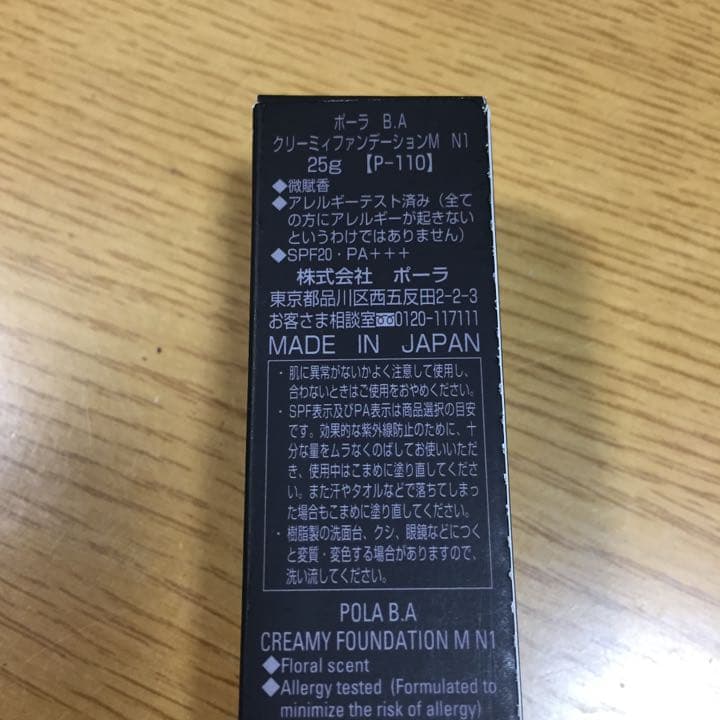 ポーラ B.A
クリーミィファンデーションM N1
25g 【P-110】
◆微賦香
◆アレルギーテスト済み（全て
の方にアレルギーが起きない
というわけではありません）
◆SPF20・PA+++
株式会社 ポーラ
東京都品川区西五反田2-2-3
お客さま相談室 0120-117111
MADE IN JAPAN
・肌に異常がないかよく注意して使用し、
合わないときはご使用をおやめください。
・SPF表示及びPA表示は商品選択の目安
です。効果的な紫外線防止のために、十
分な量をムラなくのばしてお使いいただ
き、使用中はこまめに塗り直してくださ
い。また汗やタオルなどで落ちてしまっ
た場合もこまめに塗り直してください。
・樹脂製の洗面台、クシ、眼鏡などにつく
と変質・変色する場合がありますので、
洗い流してください。
POLA B.A
CREAMY FOUNDATION M N1
◆Floral scent
◆Allergy tested (Formulated to
minimize the risk of allergy)